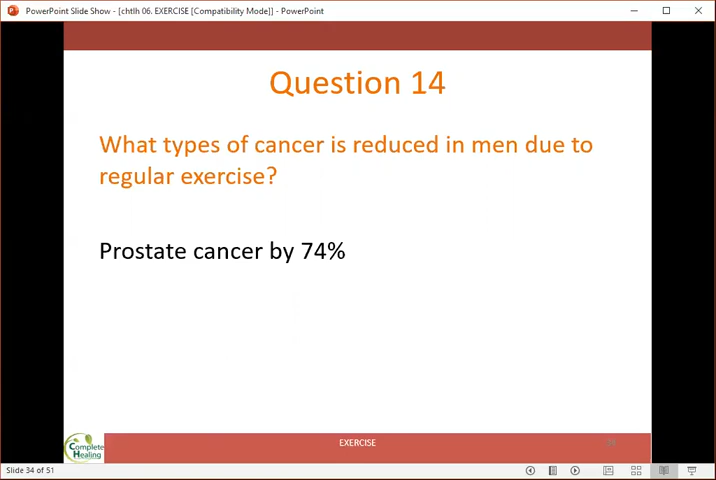 PowerPoint Slide Show - [chtlh 06. EXERCISE [Compatibility Mode]] - PowerPoint
Question 14
What types of cancer is reduced in men due to
regular exercise?
Prostate cancer by 74%
Complete
Healing
EXERCISE
Slide 34 of 51